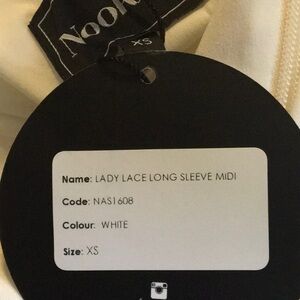 XS
Name: LADY LACE LONG SLEEVE MIDI
Code: NAS1608
Colour: WHITE
Size: XS